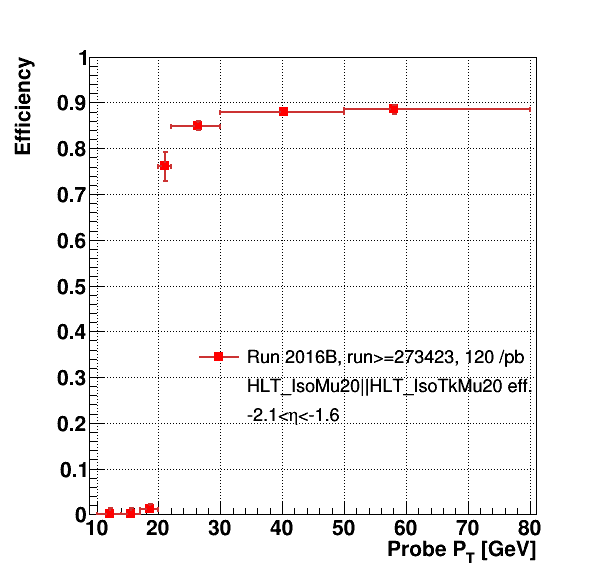 Efficiency
1
0.9
0.8
0.7
0.6
0.5
0.4
0.3
0.2
0.1
0
Run 2016B, run>=273423, 120 /pb
HLT_IsoMu20||HLT_IsoTkMu20 eff.
-2.1<η<-1.6
10 20 30 40 50 60 70 80
Probe P_T [GeV]